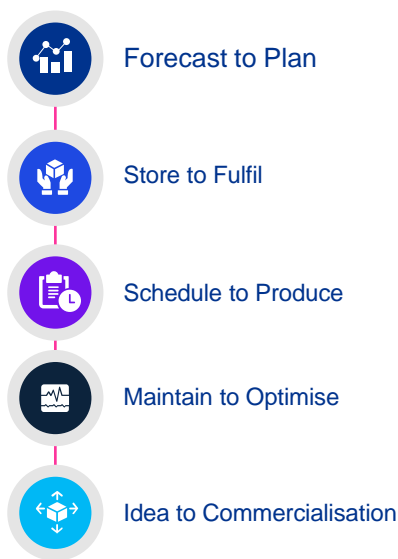 Forecast to Plan
Store to Fulfil
Schedule to Produce
Maintain to Optimise
Idea to Commercialisation